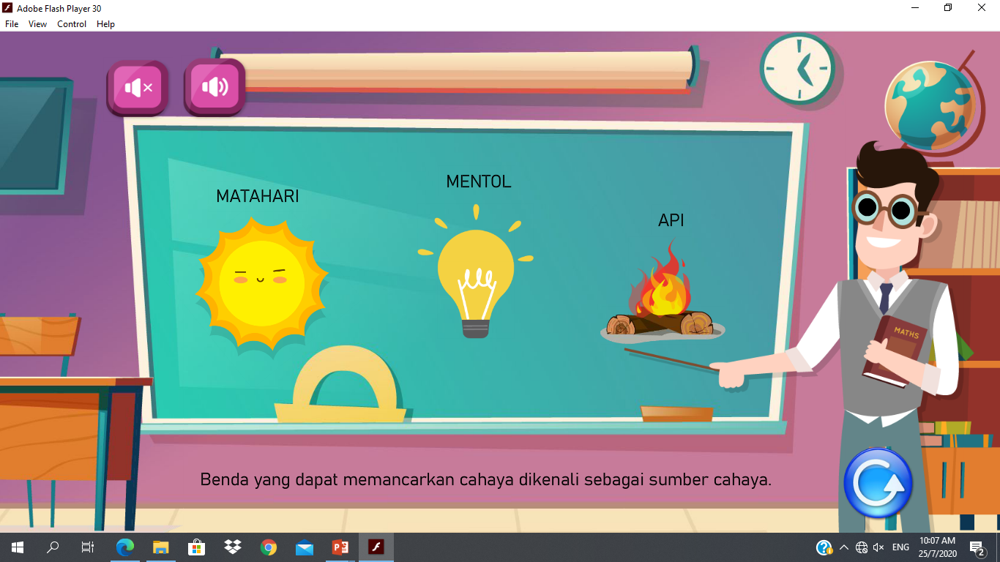 Adobe Flash Player 30
File View Control Help
MATAHARI
MENTOL
API
MATHS
Benda yang dapat memancarkan cahaya dikenali sebagai sumber cahaya.
ENG
10:07 AM
25/7/2020
2